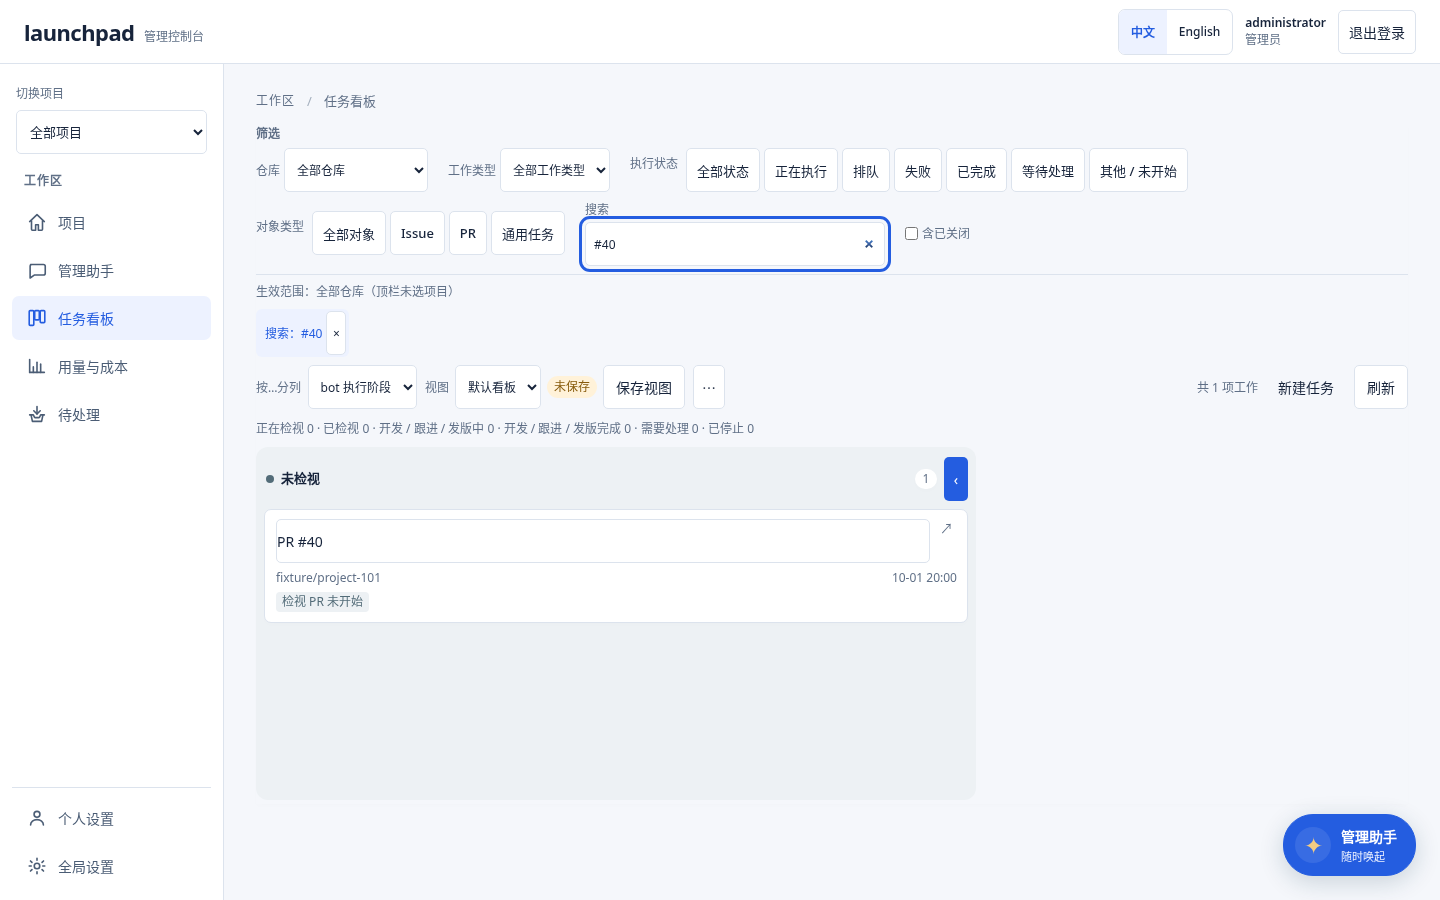 launchpad 管理控制台
中文 English administrator 管理员 退出登录
切换项目
全部项目
工作区
项目
管理助手
任务看板
用量与成本
待处理
个人设置
全局设置
工作区 / 任务看板
筛选
仓库 全部仓库 工作类型 全部工作类型 执行状态 全部状态 正在执行 排队 失败 已完成 等待处理 其他 / 未开始
搜索
对象类型 全部对象 Issue PR 通用任务 #40 × 含已关闭
生效范围：全部仓库（顶栏未选项目）
搜索：#40 ×
按...分列 bot 执行阶段 视图 默认看板 未保存 保存视图 ... 共 1 项工作 新建任务 刷新
正在检视 0 · 已检视 0 · 开发 / 跟进 / 发版中 0 · 开发 / 跟进 / 发版完成 0 · 需要处理 0 · 已停止 0
未检视 1 ‹
PR #40 ↗
fixture/project-101 10-01 20:00
检视 PR 未开始
管理助手
随时唤起